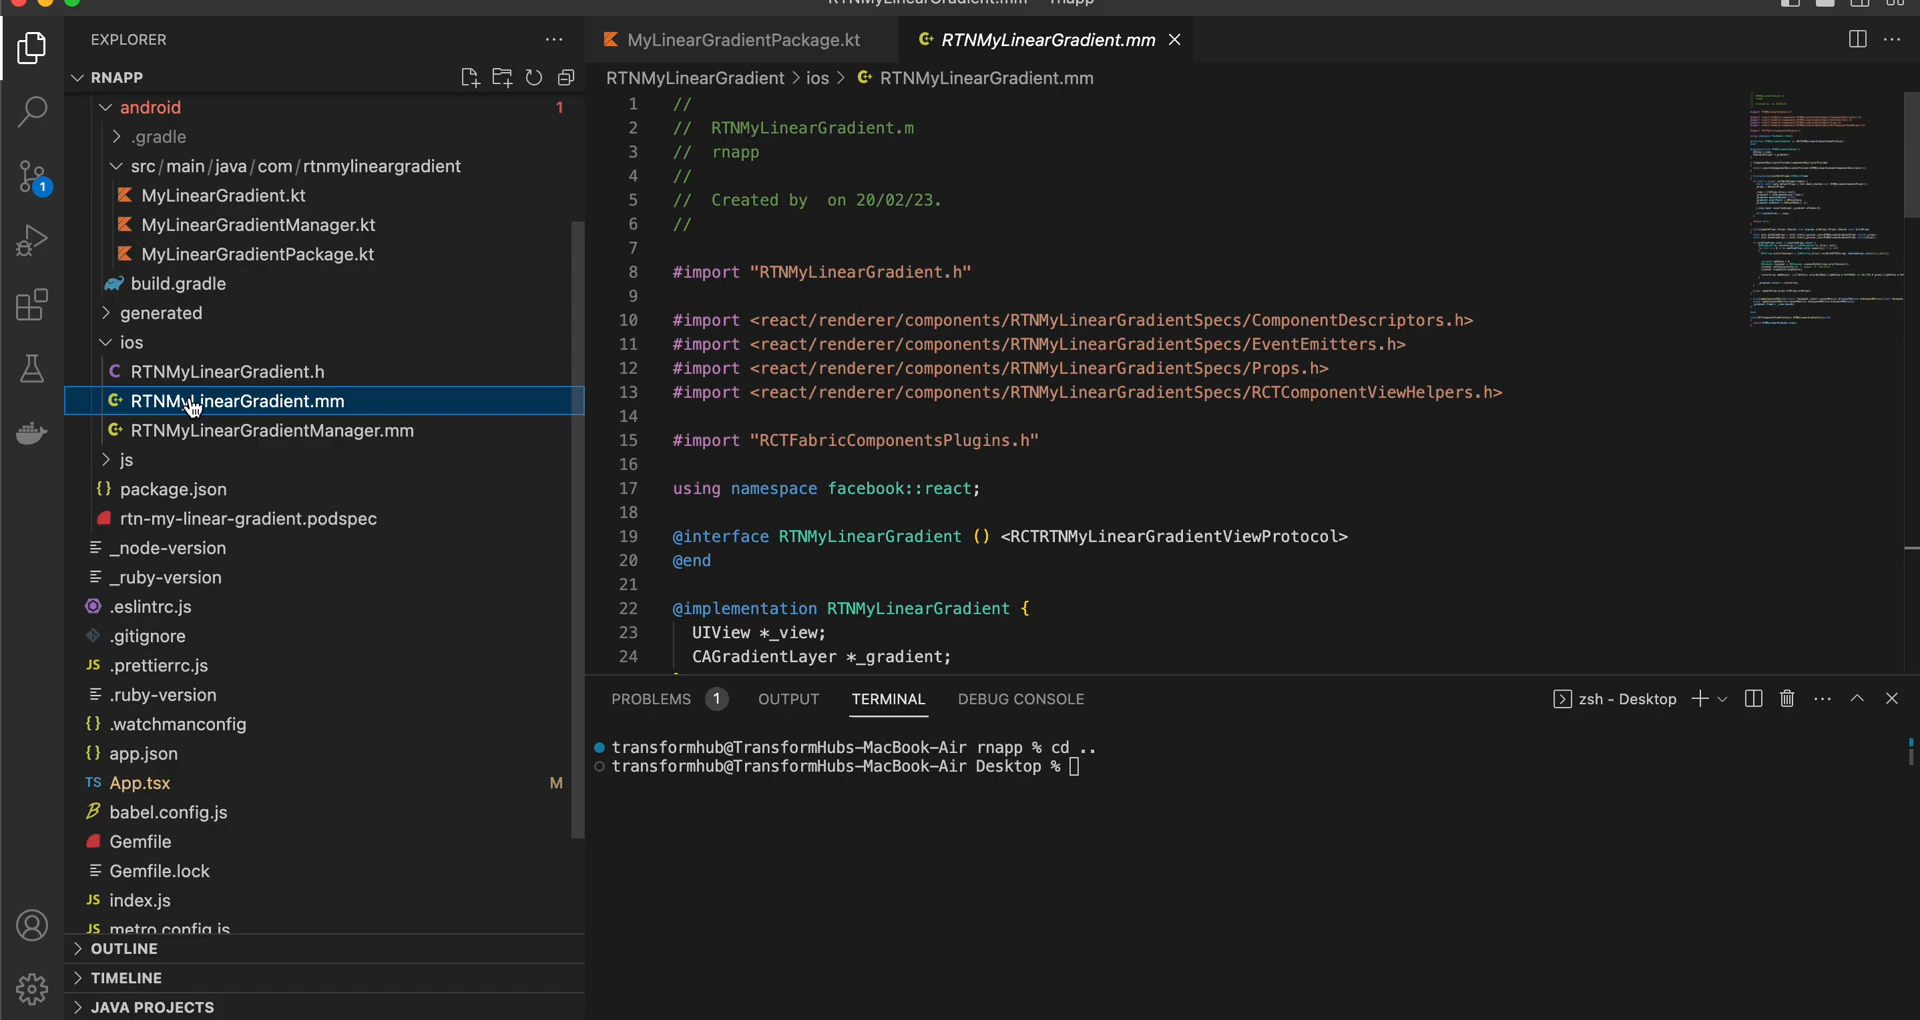 EXPLORER
RNAPP
android 1
.gradle
src/main/java/com/rtnmylineargradient
MyLinearGradient.kt
MyLinearGradientManager.kt
MyLinearGradientPackage.kt
build.gradle
generated
ios
RTNMyLinearGradient.h
RTNMyLinearGradient.mm
RTNMyLinearGradientManager.mm
js
package.json
rtn-my-linear-gradient.podspec
_node-version
_ruby-version
.eslintrc.js
.gitignore
.prettierrc.js
.ruby-version
.watchmanconfig
app.json
App.tsx M
babel.config.js
Gemfile
Gemfile.lock
index.js
metro.config.js
OUTLINE
TIMELINE
JAVA PROJECTS
1
MyLinearGradientPackage.kt
RTNMyLinearGradient.mm
RTNMyLinearGradient > ios > RTNMyLinearGradient.mm
1 //
2 // RTNMyLinearGradient.m
3 // rnapp
4 //
5 // Created by on 20/02/23.
6 //
7
8 #import "RTNMyLinearGradient.h"
9
10 #import <react/renderer/components/RTNMyLinearGradientSpecs/ComponentDescriptors.h>
11 #import <react/renderer/components/RTNMyLinearGradientSpecs/EventEmitters.h>
12 #import <react/renderer/components/RTNMyLinearGradientSpecs/Props.h>
13 #import <react/renderer/components/RTNMyLinearGradientSpecs/RCTComponentViewHelpers.h>
14
15 #import "RCTFabricComponentsPlugins.h"
16
17 using namespace facebook::react;
18
19 @interface RTNMyLinearGradient () <RCTRTNMyLinearGradientViewProtocol>
20 @end
21
22 @implementation RTNMyLinearGradient {
23 UIView *_view;
24 CAGradientLayer *_gradient;
PROBLEMS 1 OUTPUT TERMINAL DEBUG CONSOLE zsh - Desktop
transformhub@TransformHubs-MacBook-Air rnapp % cd ..
transformhub@TransformHubs-MacBook-Air Desktop %